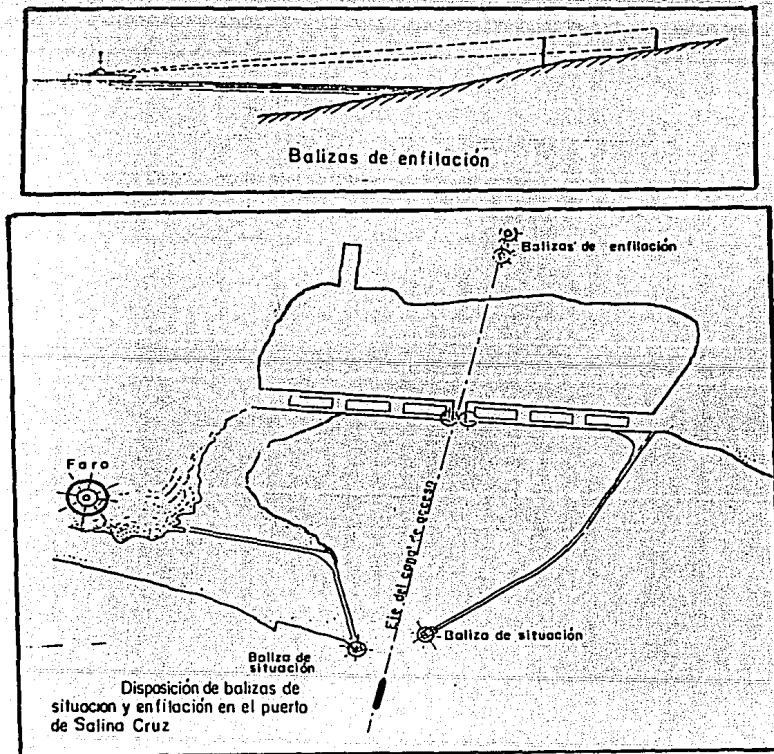 Balizas de enfilación
Balizas de enfilación
Faro
Eje del canal de acceso
Baliza de situación
Baliza de
situación
Disposición de balizas de
situación y enfilación en el puerto
de Salina Cruz